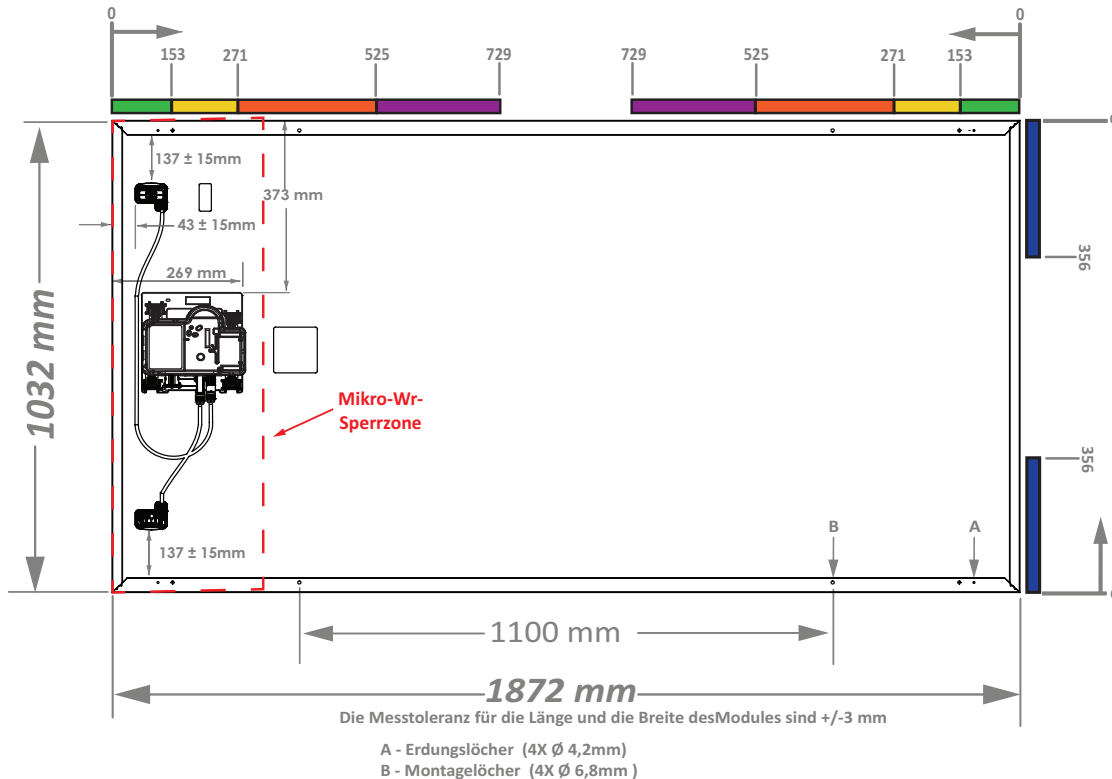 0
0
153
271
525
729
729
525
271
153
137 ± 15mm
373 mm
43 ± 15mm
269 mm
356
1032 mm
Mikro-Wr-
Sperrzone
356
137 ± 15mm
B
A
1100 mm
1872 mm
Die Messtoleranz für die Länge und die Breite desModules sind +/-3 mm
A - Erdungslöcher (4X Ø 4,2mm)
B - Montagelöcher (4X Ø 6,8mm )